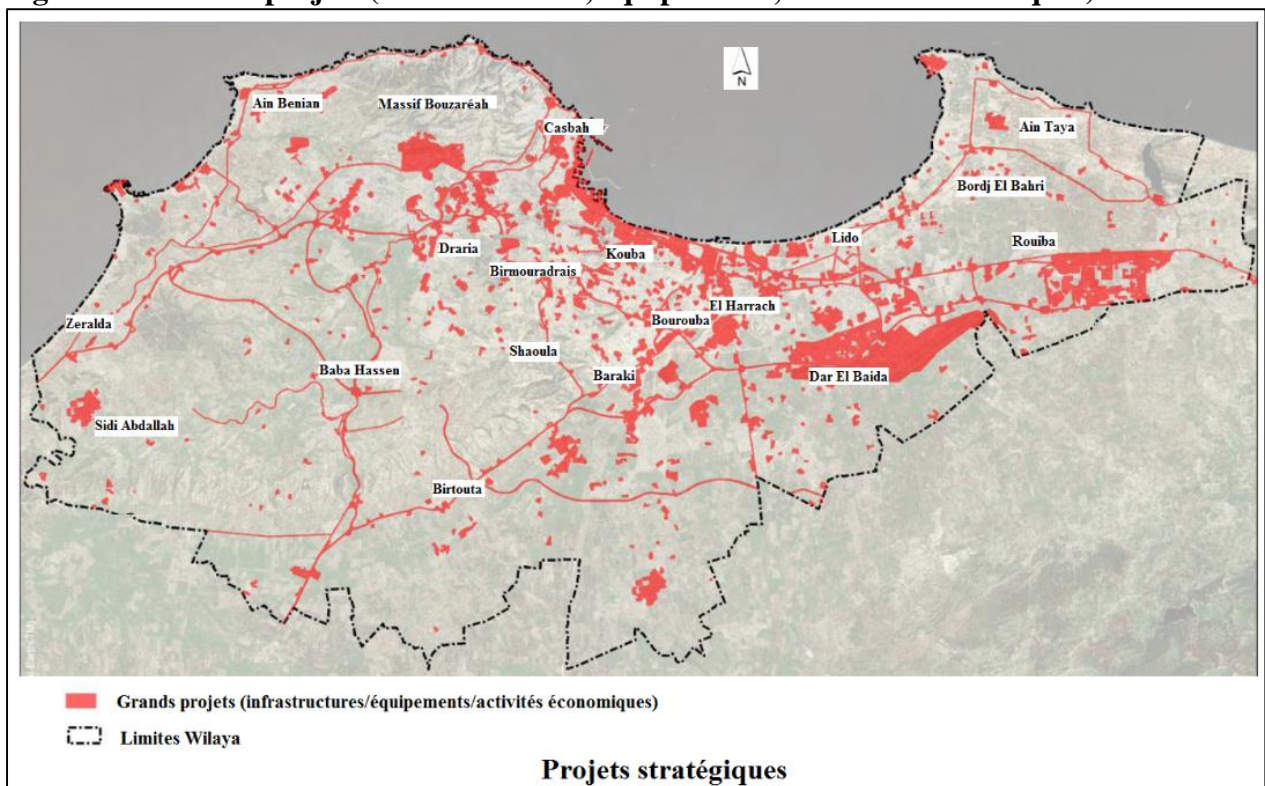 N
Ain Benian
Massif Bouzaréah
Casbah
Ain Taya
Bordj El Bahri
Lido
Rouïba
Draria
Kouba
Birmouradrais
El Harrach
Bourouba
Zeralda
Shaoula
Baba Hassen
Baraki
Dar El Baida
Sidi Abdallah
Birtouta
Grands projets (infrastructures/équipements/activités économiques)
Limites Wilaya
Projets stratégiques